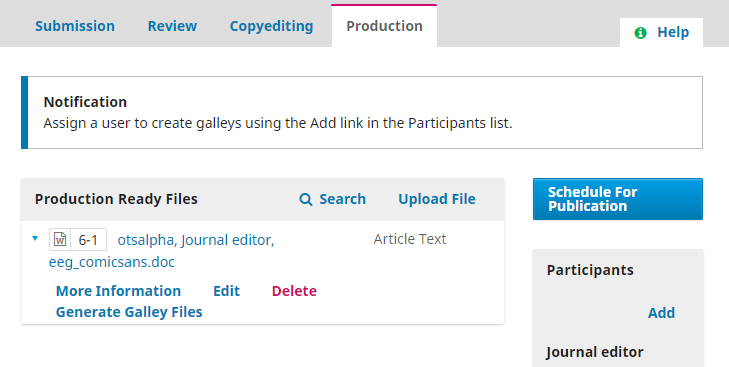 Submission Review Copyediting Production
Help
Notification
Assign a user to create galleys using the Add link in the Participants list.
Production Ready Files Search Upload File
6-1 otsalpha, Journal editor, Article Text
eeg_comicsans.doc
More Information Edit Delete
Generate Galley Files
Schedule For
Publication
Participants
Add
Journal editor